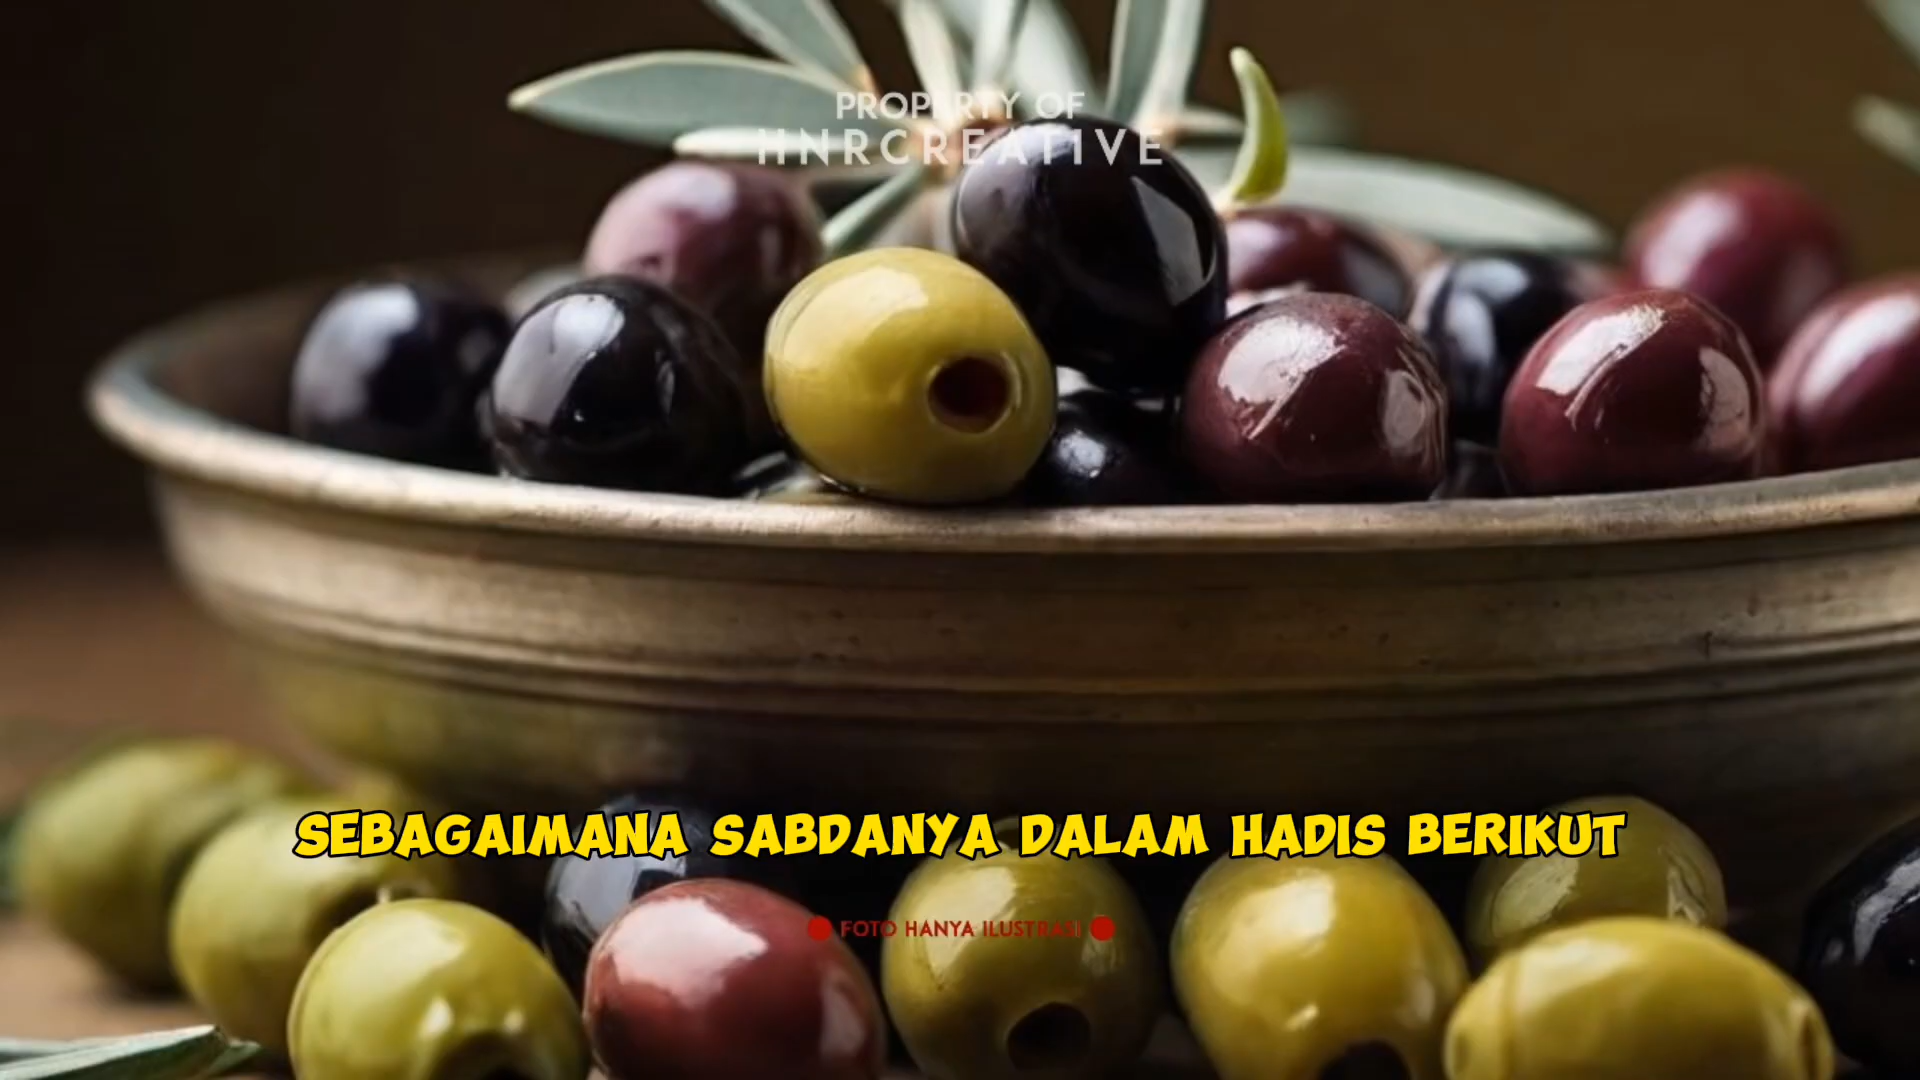 PROPERTY OF
HNRCREATIVE
SEBAGAIMANA SABDANYA DALAM HADIS BERIKUT
FOTO HANYA ILUSTRASI